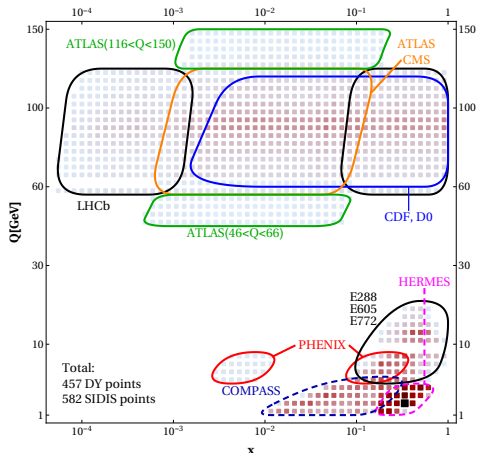 10⁻⁴ 10⁻³ 10⁻² 10⁻¹ 1
150 150
ATLAS(116<Q<150) ATLAS
CMS
100 100
60 60
LHCb CDF, D0
ATLAS(46<Q<66)
Q[GeV]
30 30
HERMES
E288
E605
E772
10 10
PHENIX
Total:
COMPASS
457 DY points
582 SIDIS points
1 1
10⁻⁴ 10⁻³ 10⁻² 10⁻¹ 1
x